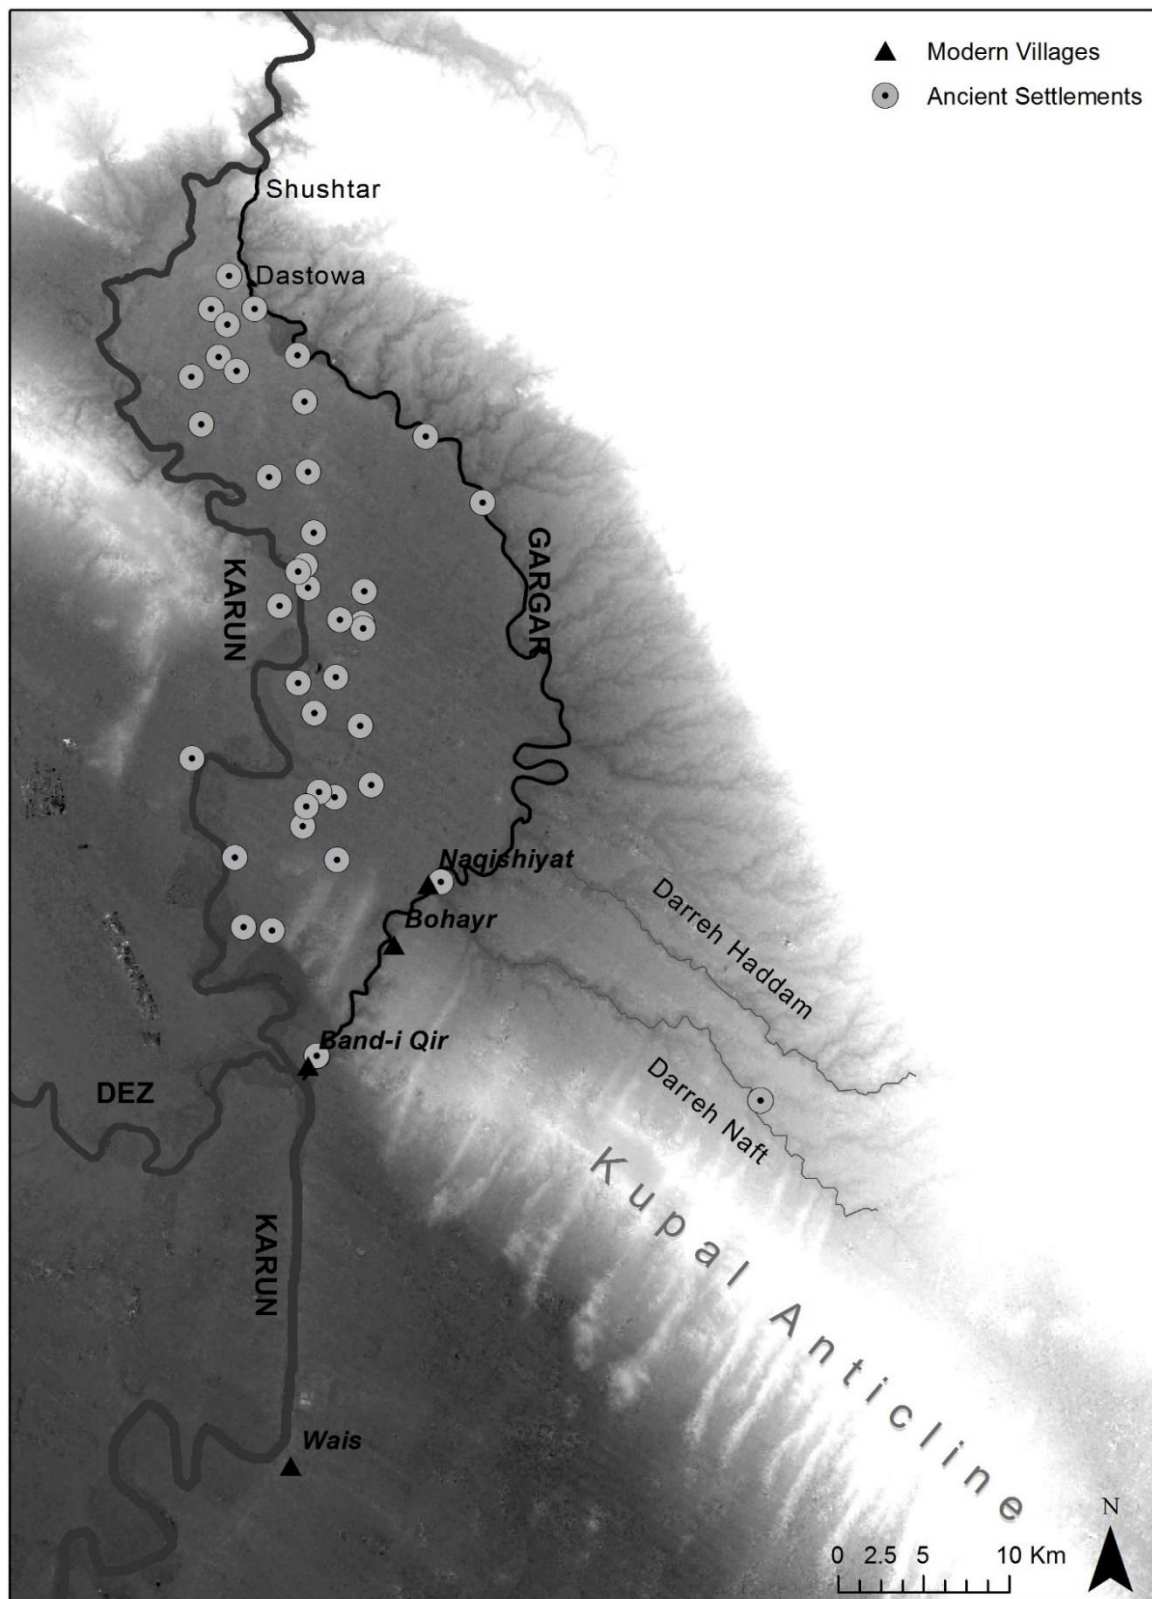 Modern Villages
Ancient Settlements
Shushtar
Dastowa
KARUN
GARGAR
Naqishiyat
Bohayr
Darreh Haddam
Band-i Qir
DEZ
Darreh Naft
Kupal Anticline
KARUN
Wais
N
0 2.5 5 10 Km